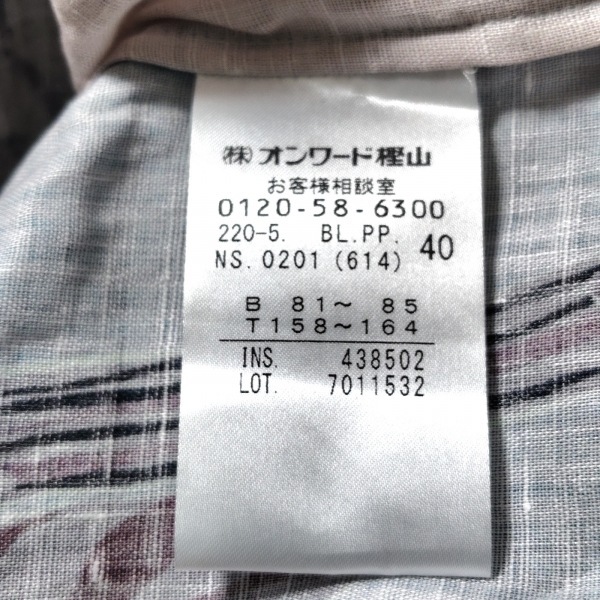 ㈱オンワード樫山
お客様相談室
0120-58-6300
220-5. BL.PP. 40
NS.0201(614)
B 81～ 85
T158～164
INS. 438502
LOT. 7011532